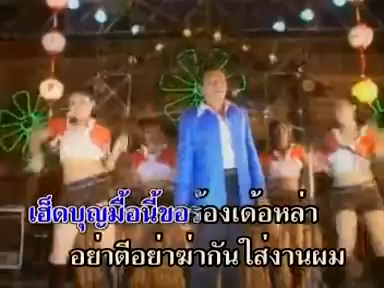 เฮ็ดบุญมื้อนี้ขอร้องเด้อหล่า
อย่าตีอย่าฆ่ากันใส่งานผม